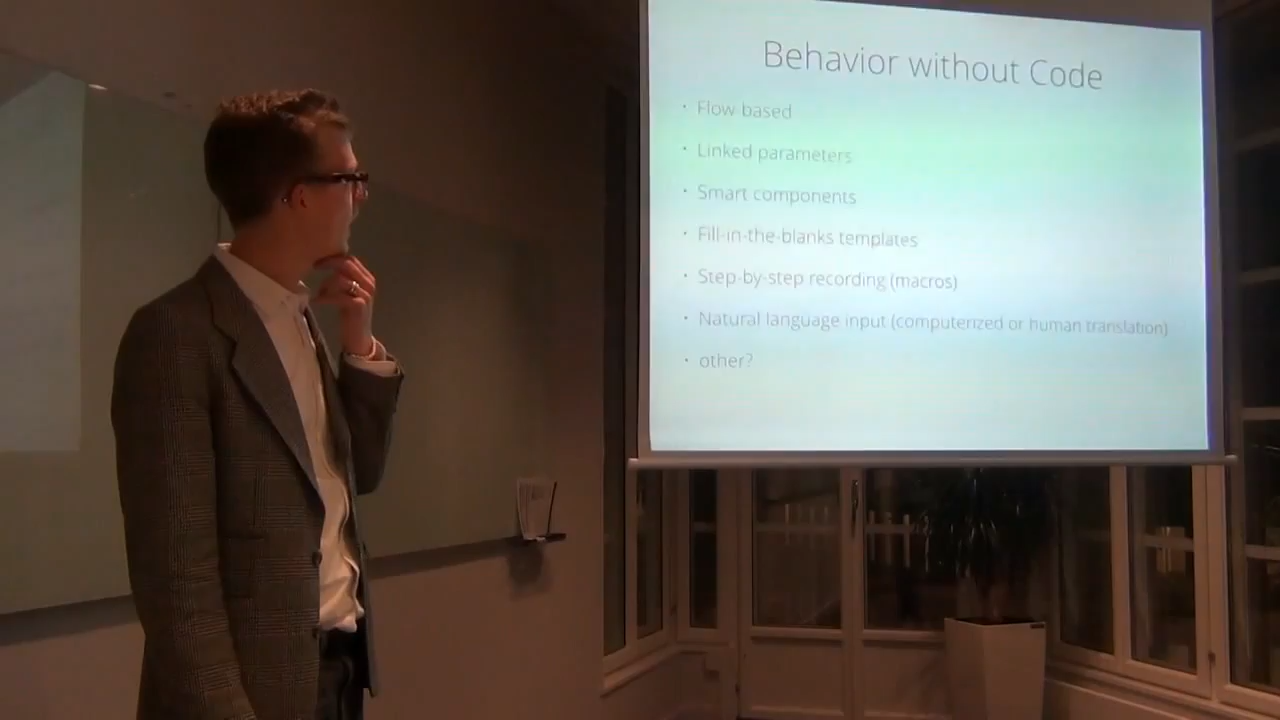 Behavior without Code
• Flow based
• Linked parameters
• Smart components
• Fill-in-the-blanks templates
• Step-by-step recording (macros)
• Natural language input (computerized or human translation)
• other?